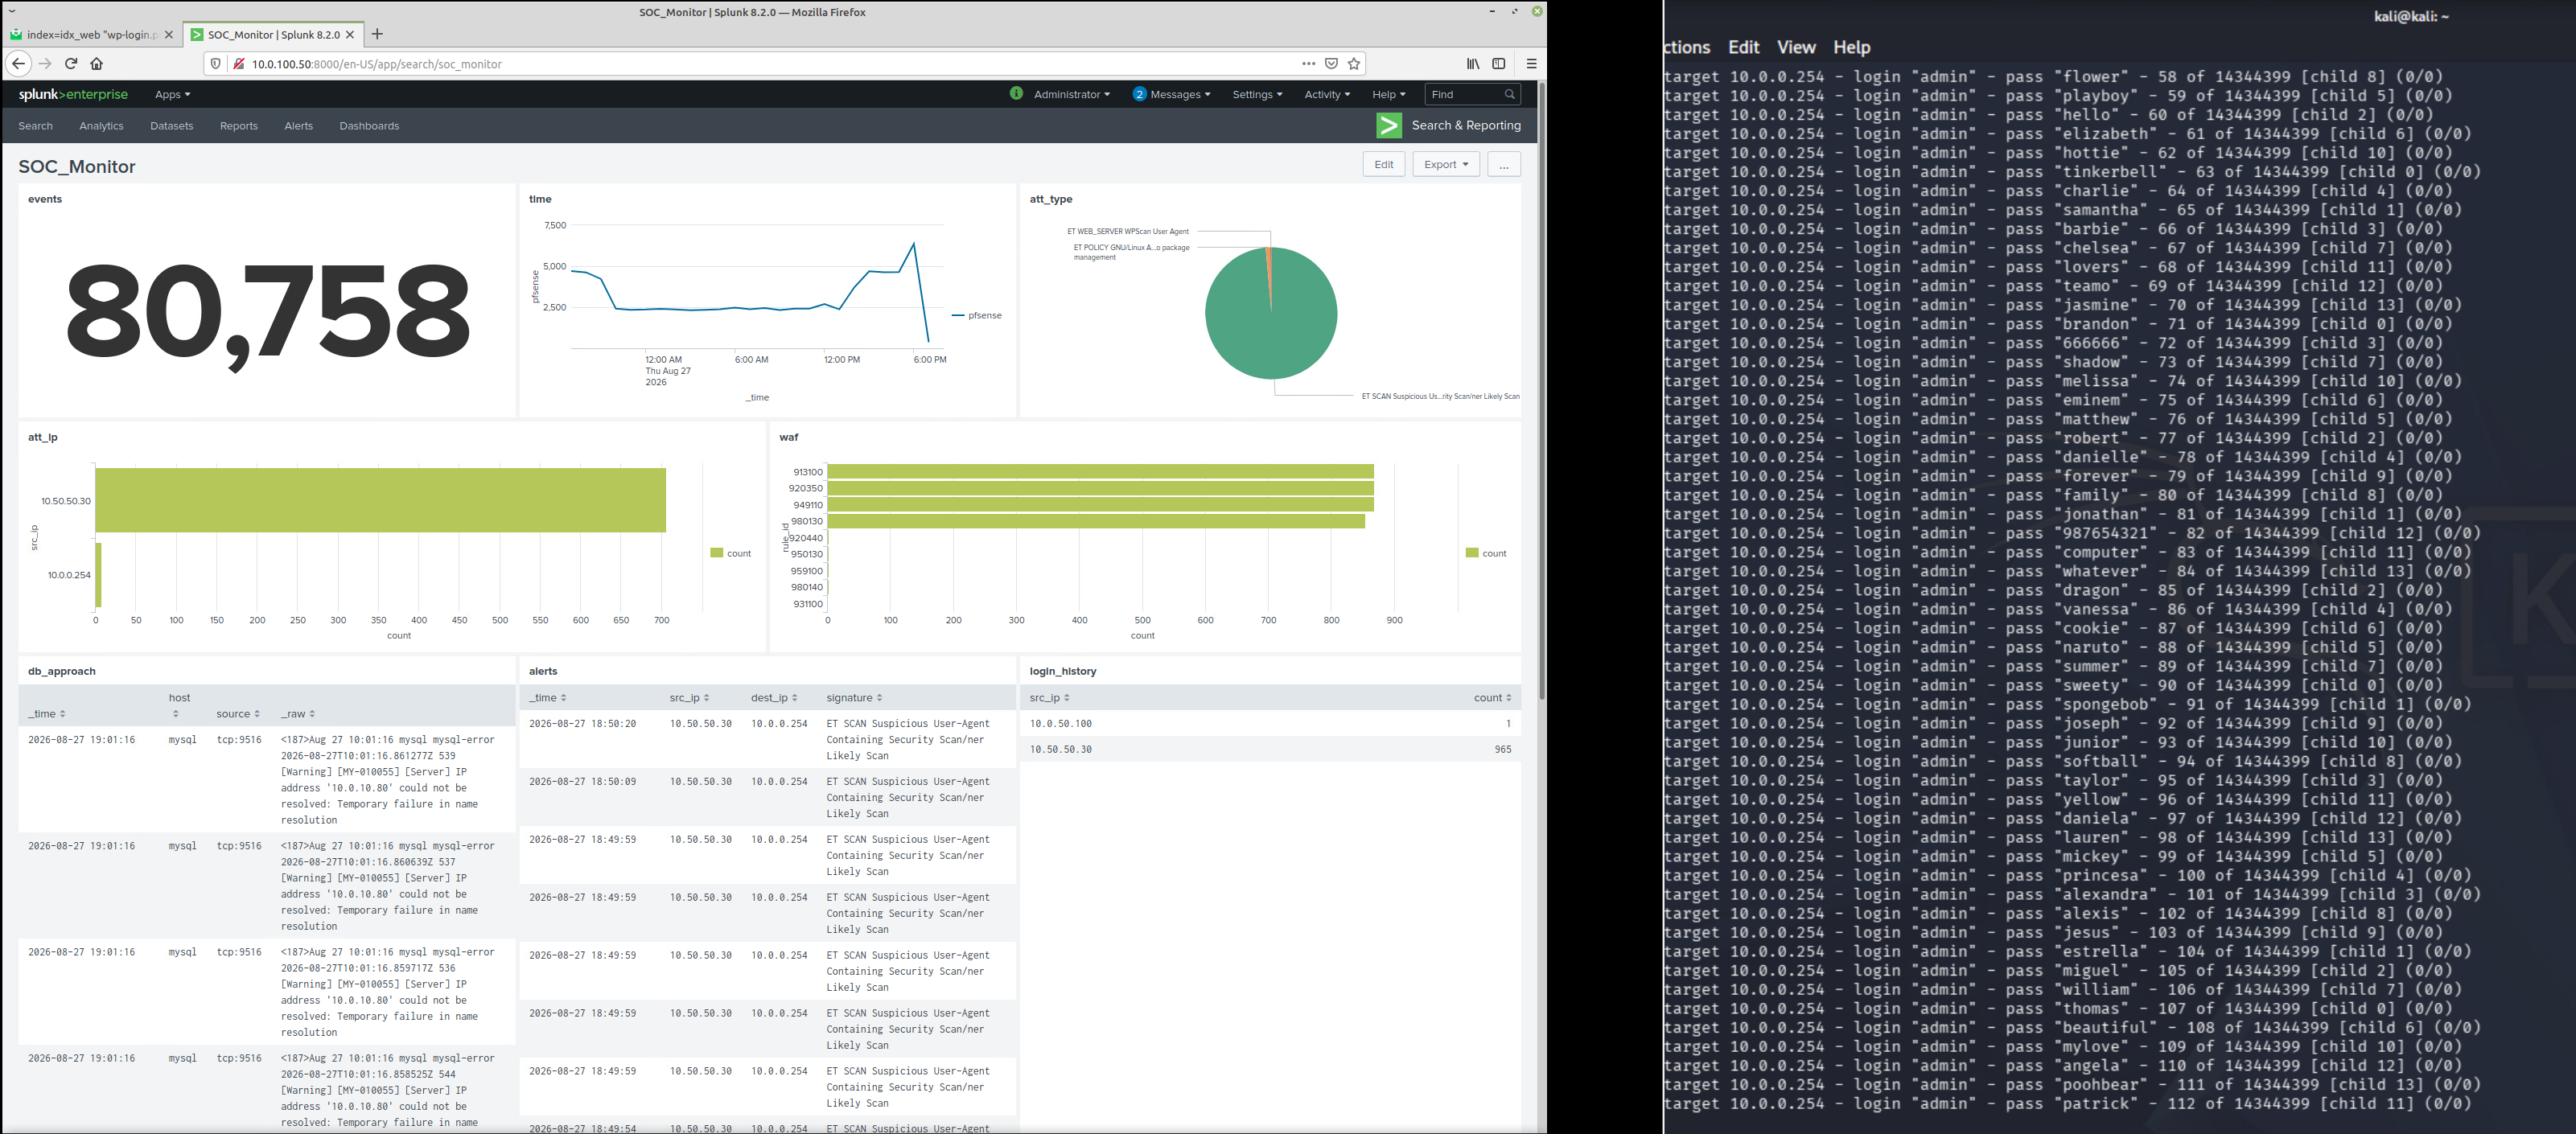 SOC_Monitor | Splunk 8.2.0 — Mozilla Firefox
index=idx_web "wp-login.p
SOC_Monitor | Splunk 8.2.0
10.0.100.50:8000/en-US/app/search/soc_monitor
splunk>enterprise Apps
Administrator 2 Messages Settings Activity Help Find
Search Analytics Datasets Reports Alerts Dashboards
Search & Reporting
SOC_Monitor
Edit Export ...
events
80,758
time
7,500
5,000
2,500
pfsense
pfsense
12:00 AM 6:00 AM 12:00 PM 6:00 PM
Thu Aug 27
2026
_time
att_type
ET WEB_SERVER WPScan User Agent
ET POLICY GNU/Linux A...o package
management
ET SCAN Suspicious Us...rity Scan/ner Likely Scan
att_ip
src_ip
10.50.50.30
10.0.0.254
count
0 50 100 150 200 250 300 350 400 450 500 550 600 650 700
count
waf
rule_id
913100
920350
949110
980130
920440
950130
959100
980140
931100
count
0 100 200 300 400 500 600 700 800 900
count
db_approach
_time host source _raw
2026-08-27 19:01:16 mysql tcp:9516 <187>Aug 27 10:01:16 mysql mysql-error
2026-08-27T10:01:16.861277Z 539
[Warning] [MY-010055] [Server] IP
address '10.0.10.80' could not be
resolved: Temporary failure in name
resolution
2026-08-27 19:01:16 mysql tcp:9516 <187>Aug 27 10:01:16 mysql mysql-error
2026-08-27T10:01:16.860639Z 537
[Warning] [MY-010055] [Server] IP
address '10.0.10.80' could not be
resolved: Temporary failure in name
resolution
2026-08-27 19:01:16 mysql tcp:9516 <187>Aug 27 10:01:16 mysql mysql-error
2026-08-27T10:01:16.859717Z 536
[Warning] [MY-010055] [Server] IP
address '10.0.10.80' could not be
resolved: Temporary failure in name
resolution
2026-08-27 19:01:16 mysql tcp:9516 <187>Aug 27 10:01:16 mysql mysql-error
2026-08-27T10:01:16.858525Z 544
[Warning] [MY-010055] [Server] IP
address '10.0.10.80' could not be
resolved: Temporary failure in name
alerts
_time src_ip dest_ip signature
2026-08-27 18:50:20 10.50.50.30 10.0.0.254 ET SCAN Suspicious User-Agent
Containing Security Scan/ner
Likely Scan
2026-08-27 18:50:09 10.50.50.30 10.0.0.254 ET SCAN Suspicious User-Agent
Containing Security Scan/ner
Likely Scan
2026-08-27 18:49:59 10.50.50.30 10.0.0.254 ET SCAN Suspicious User-Agent
Containing Security Scan/ner
Likely Scan
2026-08-27 18:49:59 10.50.50.30 10.0.0.254 ET SCAN Suspicious User-Agent
Containing Security Scan/ner
Likely Scan
2026-08-27 18:49:59 10.50.50.30 10.0.0.254 ET SCAN Suspicious User-Agent
Containing Security Scan/ner
Likely Scan
2026-08-27 18:49:59 10.50.50.30 10.0.0.254 ET SCAN Suspicious User-Agent
Containing Security Scan/ner
Likely Scan
2026-08-27 18:49:59 10.50.50.30 10.0.0.254 ET SCAN Suspicious User-Agent
Containing Security Scan/ner
Likely Scan
2026-08-27 18:49:54 10.50.50.30 10.0.0.254 ET SCAN Suspicious User-Agent
login_history
src_ip count
10.0.50.100 1
10.50.50.30 965
kali@kali: ~
ctions Edit View Help
target 10.0.0.254 - login "admin" - pass "flower" - 58 of 14344399 [child 8] (0/0)
target 10.0.0.254 - login "admin" - pass "playboy" - 59 of 14344399 [child 5] (0/0)
target 10.0.0.254 - login "admin" - pass "hello" - 60 of 14344399 [child 2] (0/0)
target 10.0.0.254 - login "admin" - pass "elizabeth" - 61 of 14344399 [child 6] (0/0)
target 10.0.0.254 - login "admin" - pass "hottie" - 62 of 14344399 [child 10] (0/0)
target 10.0.0.254 - login "admin" - pass "tinkerbell" - 63 of 14344399 [child 0] (0/0)
target 10.0.0.254 - login "admin" - pass "charlie" - 64 of 14344399 [child 4] (0/0)
target 10.0.0.254 - login "admin" - pass "samantha" - 65 of 14344399 [child 1] (0/0)
target 10.0.0.254 - login "admin" - pass "barbie" - 66 of 14344399 [child 3] (0/0)
target 10.0.0.254 - login "admin" - pass "chelsea" - 67 of 14344399 [child 7] (0/0)
target 10.0.0.254 - login "admin" - pass "lovers" - 68 of 14344399 [child 11] (0/0)
target 10.0.0.254 - login "admin" - pass "teamo" - 69 of 14344399 [child 12] (0/0)
target 10.0.0.254 - login "admin" - pass "jasmine" - 70 of 14344399 [child 13] (0/0)
target 10.0.0.254 - login "admin" - pass "brandon" - 71 of 14344399 [child 0] (0/0)
target 10.0.0.254 - login "admin" - pass "666666" - 72 of 14344399 [child 3] (0/0)
target 10.0.0.254 - login "admin" - pass "shadow" - 73 of 14344399 [child 7] (0/0)
target 10.0.0.254 - login "admin" - pass "melissa" - 74 of 14344399 [child 10] (0/0)
target 10.0.0.254 - login "admin" - pass "eminem" - 75 of 14344399 [child 6] (0/0)
target 10.0.0.254 - login "admin" - pass "matthew" - 76 of 14344399 [child 5] (0/0)
target 10.0.0.254 - login "admin" - pass "robert" - 77 of 14344399 [child 2] (0/0)
target 10.0.0.254 - login "admin" - pass "danielle" - 78 of 14344399 [child 4] (0/0)
target 10.0.0.254 - login "admin" - pass "forever" - 79 of 14344399 [child 9] (0/0)
target 10.0.0.254 - login "admin" - pass "family" - 80 of 14344399 [child 8] (0/0)
target 10.0.0.254 - login "admin" - pass "jonathan" - 81 of 14344399 [child 1] (0/0)
target 10.0.0.254 - login "admin" - pass "987654321" - 82 of 14344399 [child 12] (0/0)
target 10.0.0.254 - login "admin" - pass "computer" - 83 of 14344399 [child 11] (0/0)
target 10.0.0.254 - login "admin" - pass "whatever" - 84 of 14344399 [child 13] (0/0)
target 10.0.0.254 - login "admin" - pass "dragon" - 85 of 14344399 [child 2] (0/0)
target 10.0.0.254 - login "admin" - pass "vanessa" - 86 of 14344399 [child 4] (0/0)
target 10.0.0.254 - login "admin" - pass "cookie" - 87 of 14344399 [child 6] (0/0)
target 10.0.0.254 - login "admin" - pass "naruto" - 88 of 14344399 [child 5] (0/0)
target 10.0.0.254 - login "admin" - pass "summer" - 89 of 14344399 [child 7] (0/0)
target 10.0.0.254 - login "admin" - pass "sweety" - 90 of 14344399 [child 0] (0/0)
target 10.0.0.254 - login "admin" - pass "spongebob" - 91 of 14344399 [child 1] (0/0)
target 10.0.0.254 - login "admin" - pass "joseph" - 92 of 14344399 [child 9] (0/0)
target 10.0.0.254 - login "admin" - pass "junior" - 93 of 14344399 [child 10] (0/0)
target 10.0.0.254 - login "admin" - pass "softball" - 94 of 14344399 [child 8] (0/0)
target 10.0.0.254 - login "admin" - pass "taylor" - 95 of 14344399 [child 3] (0/0)
target 10.0.0.254 - login "admin" - pass "yellow" - 96 of 14344399 [child 11] (0/0)
target 10.0.0.254 - login "admin" - pass "daniela" - 97 of 14344399 [child 12] (0/0)
target 10.0.0.254 - login "admin" - pass "lauren" - 98 of 14344399 [child 13] (0/0)
target 10.0.0.254 - login "admin" - pass "mickey" - 99 of 14344399 [child 5] (0/0)
target 10.0.0.254 - login "admin" - pass "princesa" - 100 of 14344399 [child 4] (0/0)
target 10.0.0.254 - login "admin" - pass "alexandra" - 101 of 14344399 [child 3] (0/0)
target 10.0.0.254 - login "admin" - pass "alexis" - 102 of 14344399 [child 8] (0/0)
target 10.0.0.254 - login "admin" - pass "jesus" - 103 of 14344399 [child 9] (0/0)
target 10.0.0.254 - login "admin" - pass "estrella" - 104 of 14344399 [child 1] (0/0)
target 10.0.0.254 - login "admin" - pass "miguel" - 105 of 14344399 [child 2] (0/0)
target 10.0.0.254 - login "admin" - pass "william" - 106 of 14344399 [child 7] (0/0)
target 10.0.0.254 - login "admin" - pass "thomas" - 107 of 14344399 [child 0] (0/0)
target 10.0.0.254 - login "admin" - pass "beautiful" - 108 of 14344399 [child 6] (0/0)
target 10.0.0.254 - login "admin" - pass "mylove" - 109 of 14344399 [child 10] (0/0)
target 10.0.0.254 - login "admin" - pass "angela" - 110 of 14344399 [child 12] (0/0)
target 10.0.0.254 - login "admin" - pass "poohbear" - 111 of 14344399 [child 13] (0/0)
target 10.0.0.254 - login "admin" - pass "patrick" - 112 of 14344399 [child 11] (0/0)